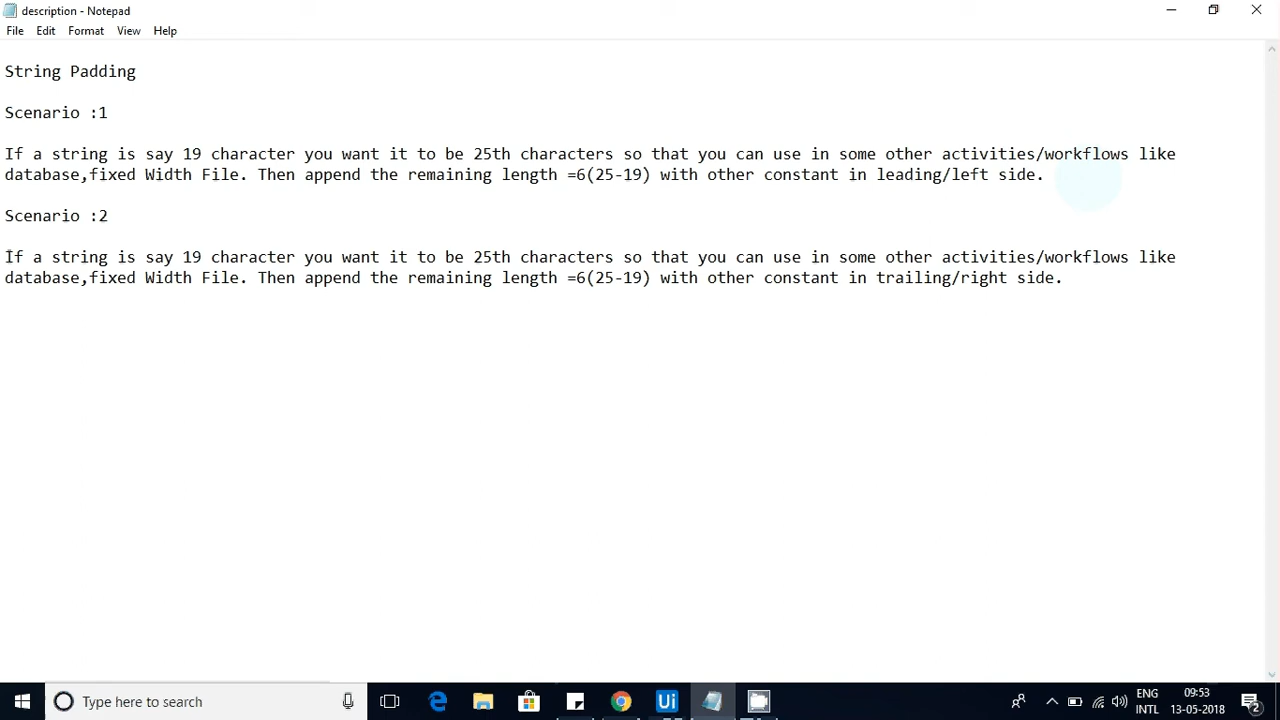 description - Notepad
File Edit Format View Help
String Padding
Scenario :1
If a string is say 19 character you want it to be 25th characters so that you can use in some other activities/workflows like
database,fixed Width File. Then append the remaining length =6(25-19) with other constant in leading/left side.
Scenario :2
If a string is say 19 character you want it to be 25th characters so that you can use in some other activities/workflows like
database,fixed Width File. Then append the remaining length =6(25-19) with other constant in trailing/right side.
Type here to search
Ui
ENG
INTL
09:53
13-05-2018
2